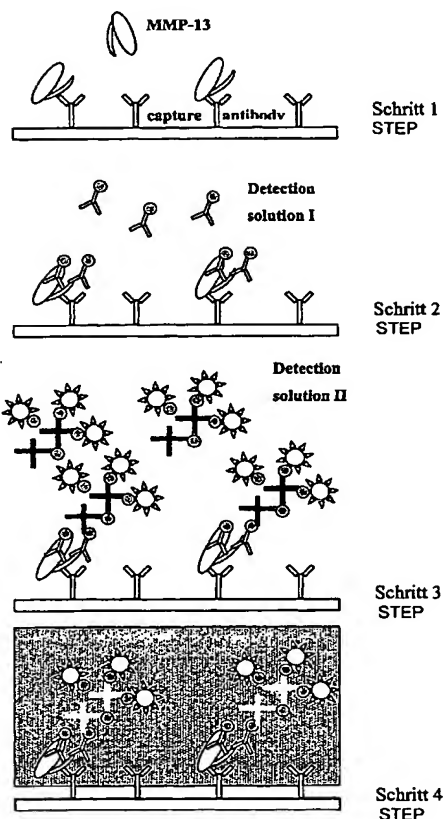 MMP-13
capture antibody
Schritt 1
STEP
Detection
solution I
Schritt 2
STEP
Detection
solution II
Schritt 3
STEP
Schritt 4
STEP